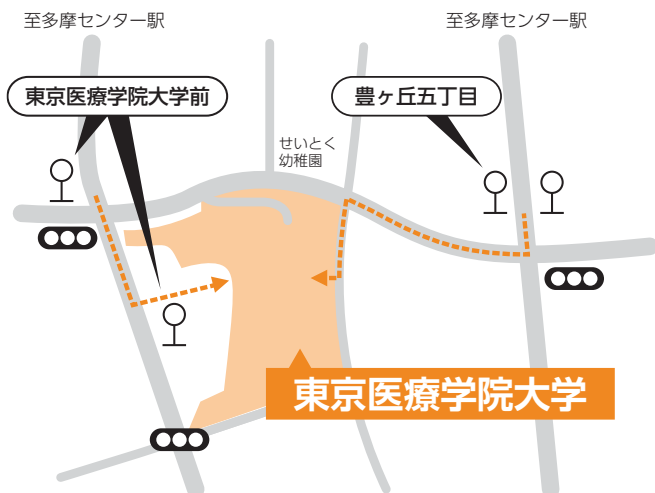 至多摩センター駅
至多摩センター駅
東京医療学院大学前
豊ヶ丘五丁目
せいとく
幼稚園
東京医療学院大学